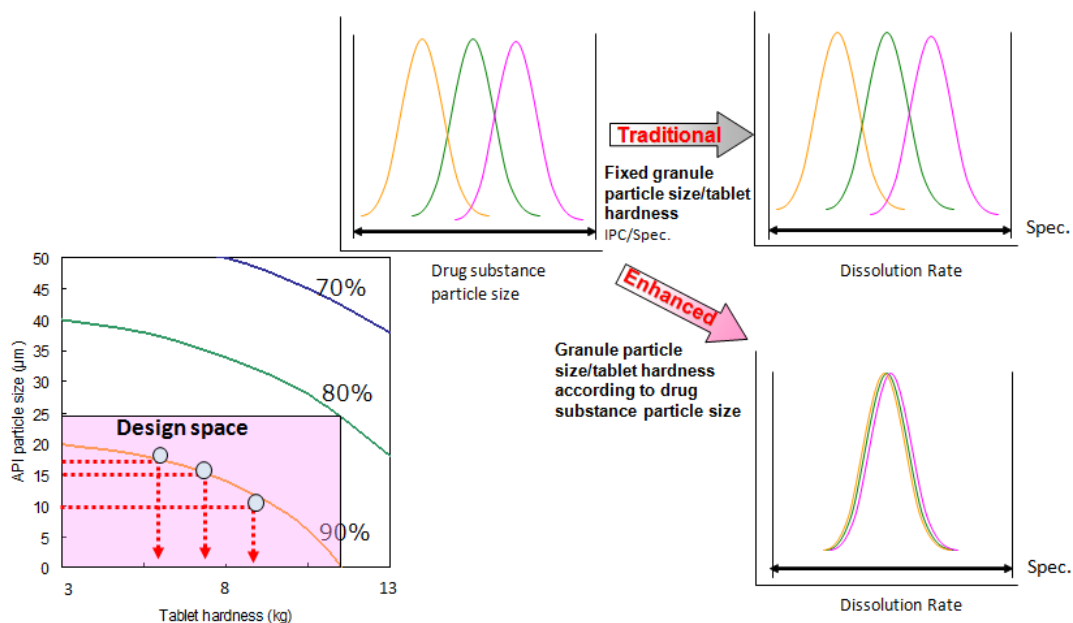 Traditional
Fixed granule
particle size/tablet
hardness
IPC/Spec.
Drug substance
particle size
Spec.
Dissolution Rate
Enhanced
Granule particle
size/tablet hardness
according to drug
substance particle size
Spec.
Dissolution Rate
50
45
40
35
30
25
20
15
10
5
0
API particle size (µm)
70%
80%
Design space
90%
3
8
13
Tablet hardness (kg)